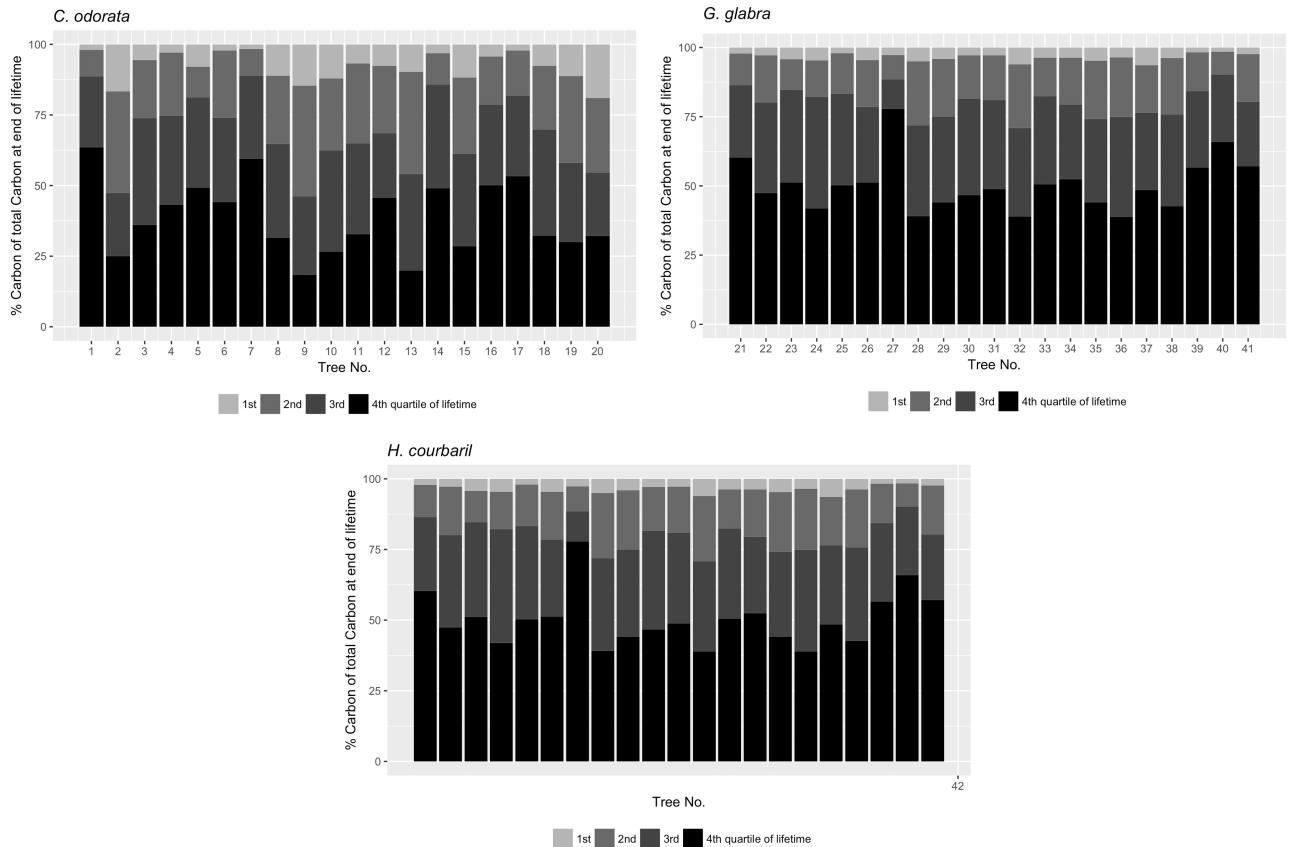 C. odorata
% Carbon of total Carbon at end of lifetime
100
75
50
25
0
1 2 3 4 5 6 7 8 9 10 11 12 13 14 15 16 17 18 19 20
Tree No.
1st 2nd 3rd 4th quartile of lifetime
G. glabra
% Carbon of total Carbon at end of lifetime
100
75
50
25
0
21 22 23 24 25 26 27 28 29 30 31 32 33 34 35 36 37 38 39 40 41
Tree No.
1st 2nd 3rd 4th quartile of lifetime
H. courbaril
% Carbon of total Carbon at end of lifetime
100
75
50
25
0
42
Tree No.
1st 2nd 3rd 4th quartile of lifetime